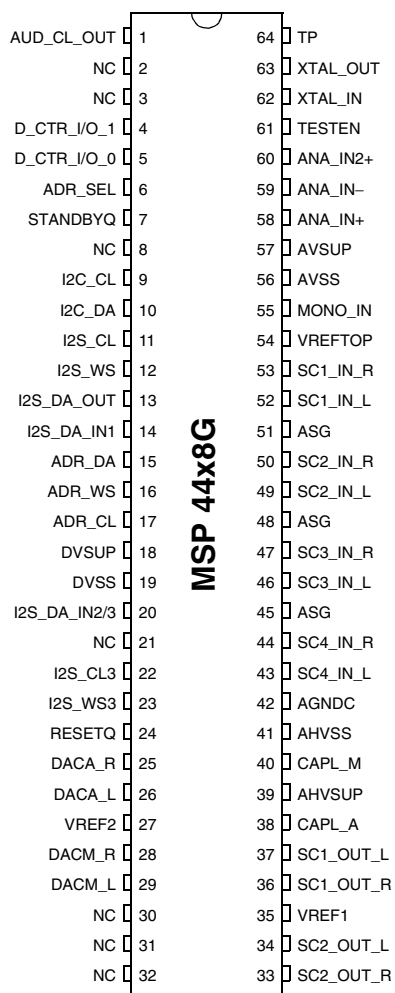 AUD_CL_OUT 1 64 TP
NC 2 63 XTAL_OUT
NC 3 62 XTAL_IN
D_CTR_I/O_1 4 61 TESTEN
D_CTR_I/O_0 5 60 ANA_IN2+
ADR_SEL 6 59 ANA_IN−
STANDBYQ 7 58 ANA_IN+
NC 8 57 AVSUP
I2C_CL 9 56 AVSS
I2C_DA 10 55 MONO_IN
I2S_CL 11 54 VREFTOP
I2S_WS 12 53 SC1_IN_R
I2S_DA_OUT 13 52 SC1_IN_L
I2S_DA_IN1 14 51 ASG
ADR_DA 15 50 SC2_IN_R
ADR_WS 16 49 SC2_IN_L
ADR_CL 17 48 ASG
DVSUP 18 47 SC3_IN_R
DVSS 19 46 SC3_IN_L
I2S_DA_IN2/3 20 45 ASG
NC 21 44 SC4_IN_R
I2S_CL3 22 43 SC4_IN_L
I2S_WS3 23 42 AGNDC
RESETQ 24 41 AHVSS
DACA_R 25 40 CAPL_M
DACA_L 26 39 AHVSUP
VREF2 27 38 CAPL_A
DACM_R 28 37 SC1_OUT_L
DACM_L 29 36 SC1_OUT_R
NC 30 35 VREF1
NC 31 34 SC2_OUT_L
NC 32 33 SC2_OUT_R
MSP 44x8G